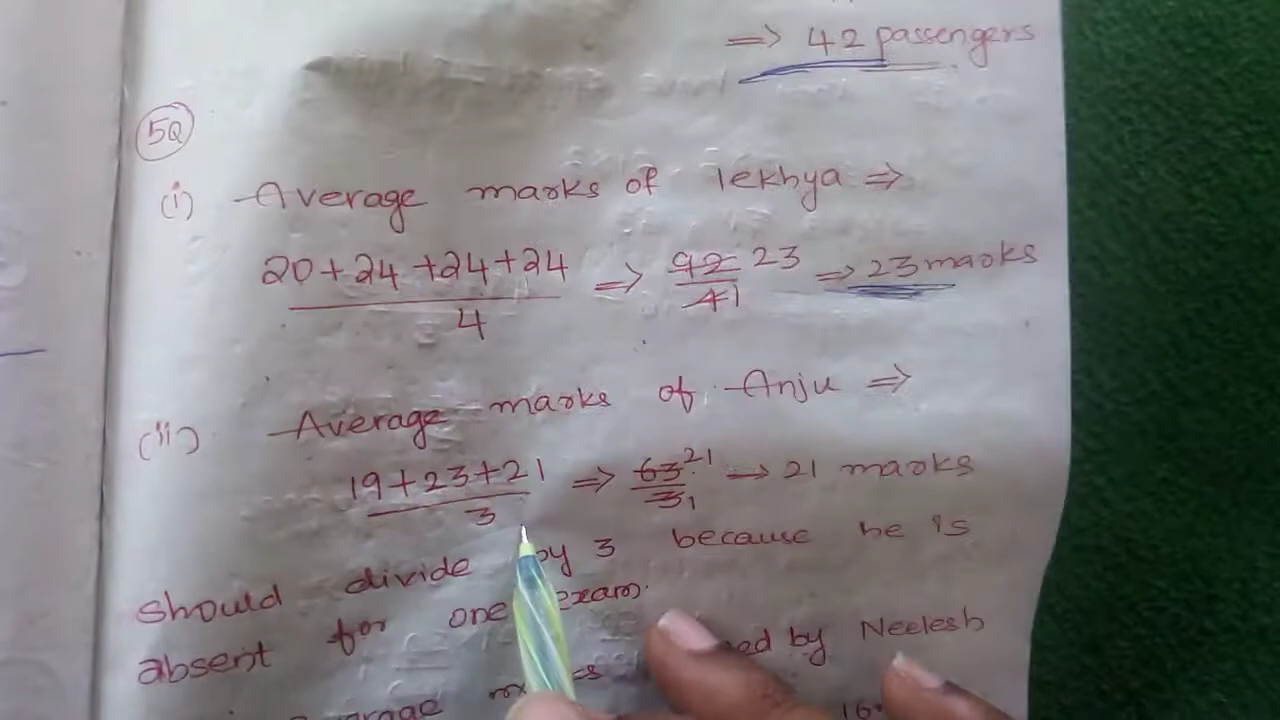 => 42 passengers
5Q
(i) Average marks of lekhya =>
20+24+24+24 / 4 => 92 / 4 23 1 => 23 marks
(ii) Average marks of Anju =>
19+23+21 / 3 => 63 / 3 21 1 → 21 marks
should divide by 3 because he is
absent for one exam.
by Neelesh